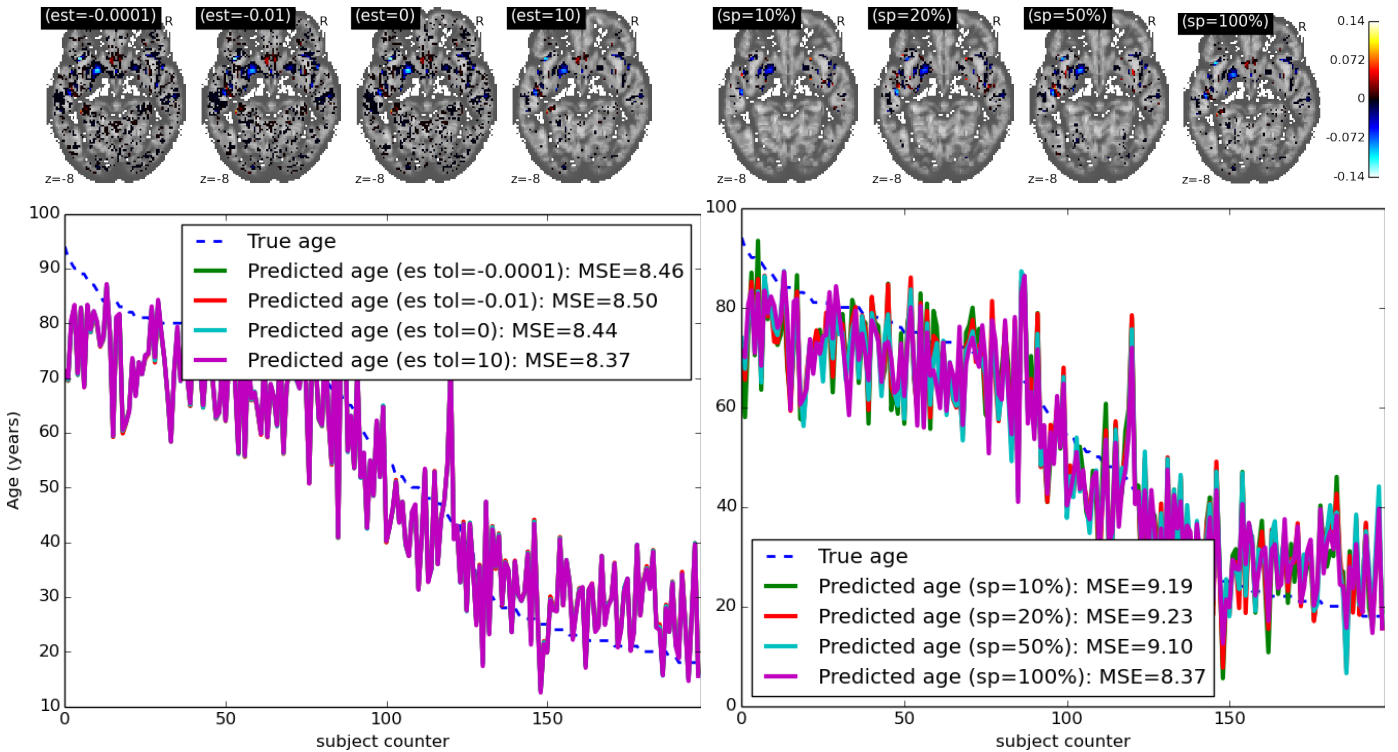 (est=-0.0001)
(est=-0.01)
(est=0)
(est=10)
(sp=10%)
(sp=20%)
(sp=50%)
(sp=100%)
R
R
R
R
R
R
R
R
z=-8
z=-8
z=-8
z=-8
z=-8
z=-8
z=-8
z=-8
0.14
0.072
0
-0.072
-0.14
100
90
80
70
60
50
40
30
20
10
Age (years)
True age
Predicted age (es tol=-0.0001): MSE=8.46
Predicted age (es tol=-0.01): MSE=8.50
Predicted age (es tol=0): MSE=8.44
Predicted age (es tol=10): MSE=8.37
0
50
100
150
subject counter
100
80
60
40
20
0
True age
Predicted age (sp=10%): MSE=9.19
Predicted age (sp=20%): MSE=9.23
Predicted age (sp=50%): MSE=9.10
Predicted age (sp=100%): MSE=8.37
0
50
100
150
subject counter